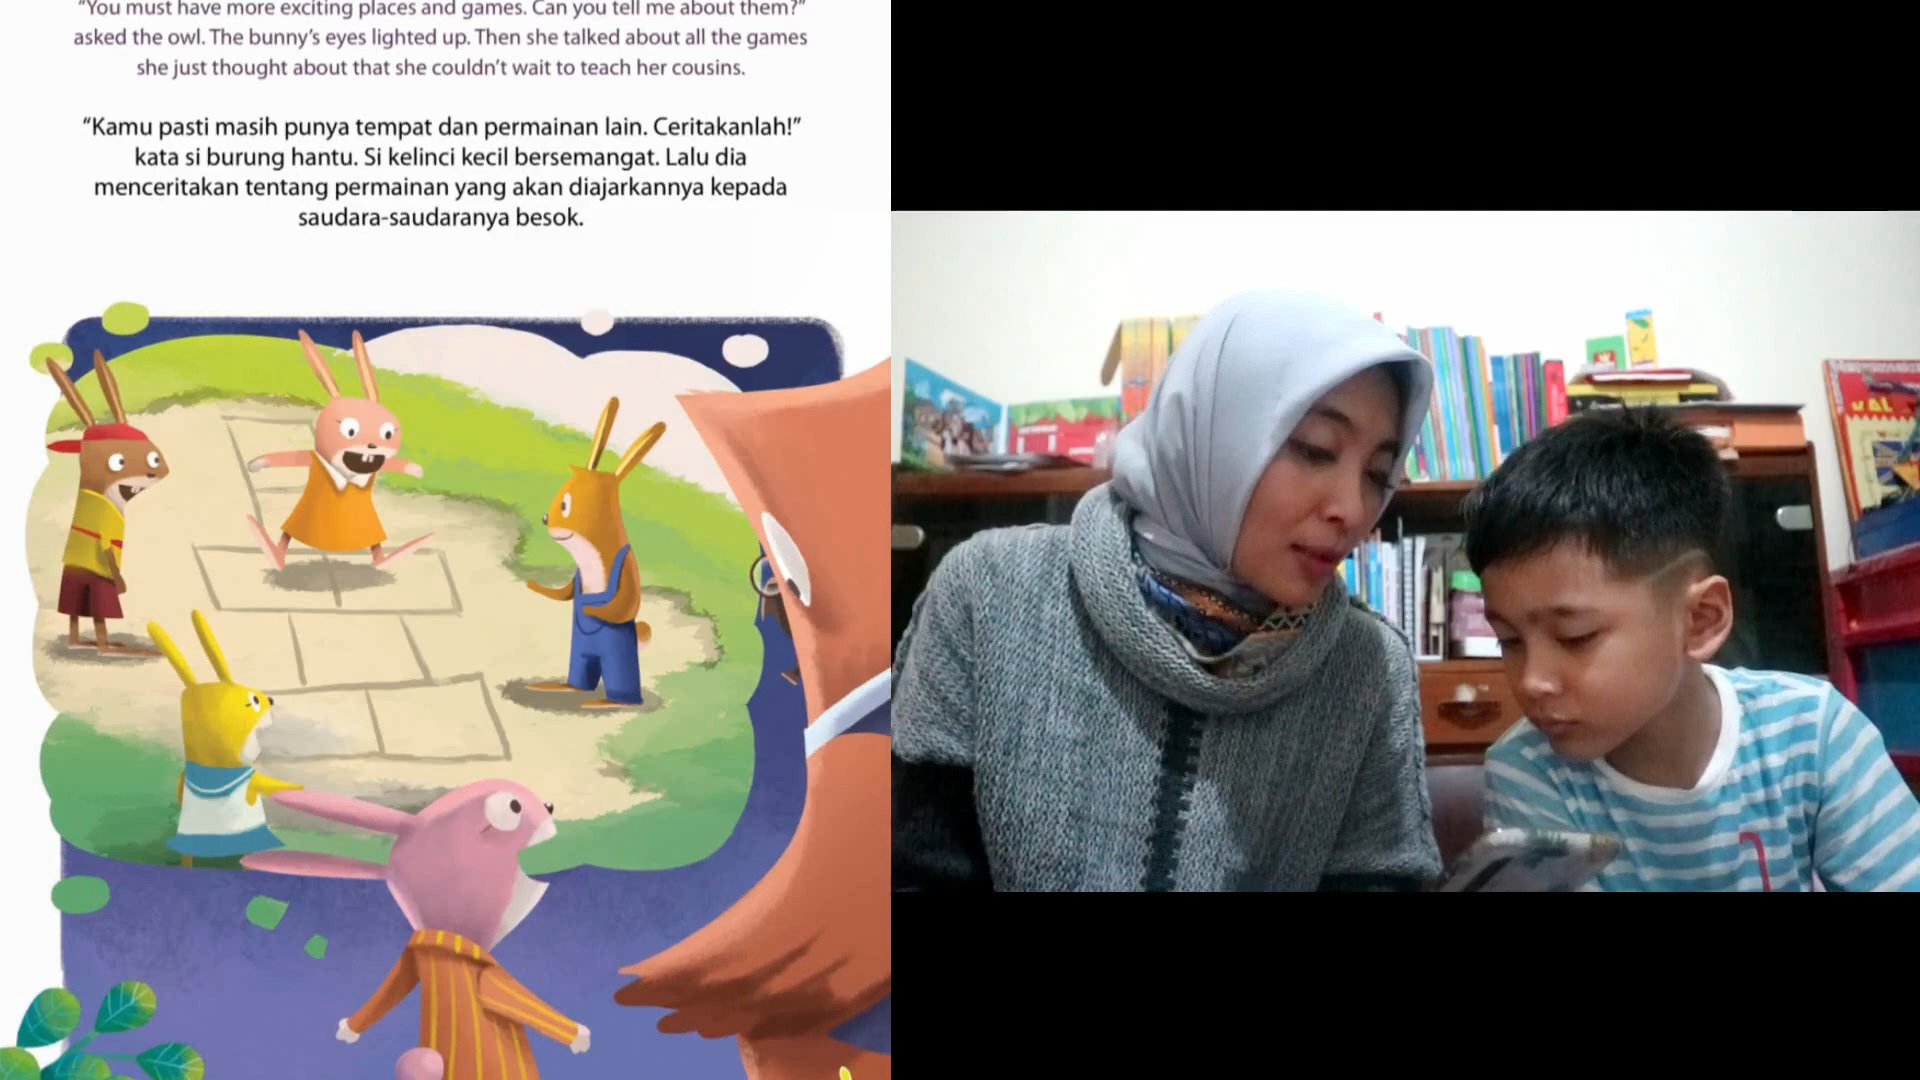 “You must have more exciting places and games. Can you tell me about them?”
asked the owl. The bunny’s eyes lighted up. Then she talked about all the games
she just thought about that she couldn’t wait to teach her cousins.
“Kamu pasti masih punya tempat dan permainan lain. Ceritakanlah!”
kata si burung hantu. Si kelinci kecil bersemangat. Lalu dia
menceritakan tentang permainan yang akan diajarkannya kepada
saudara-saudaranya besok.